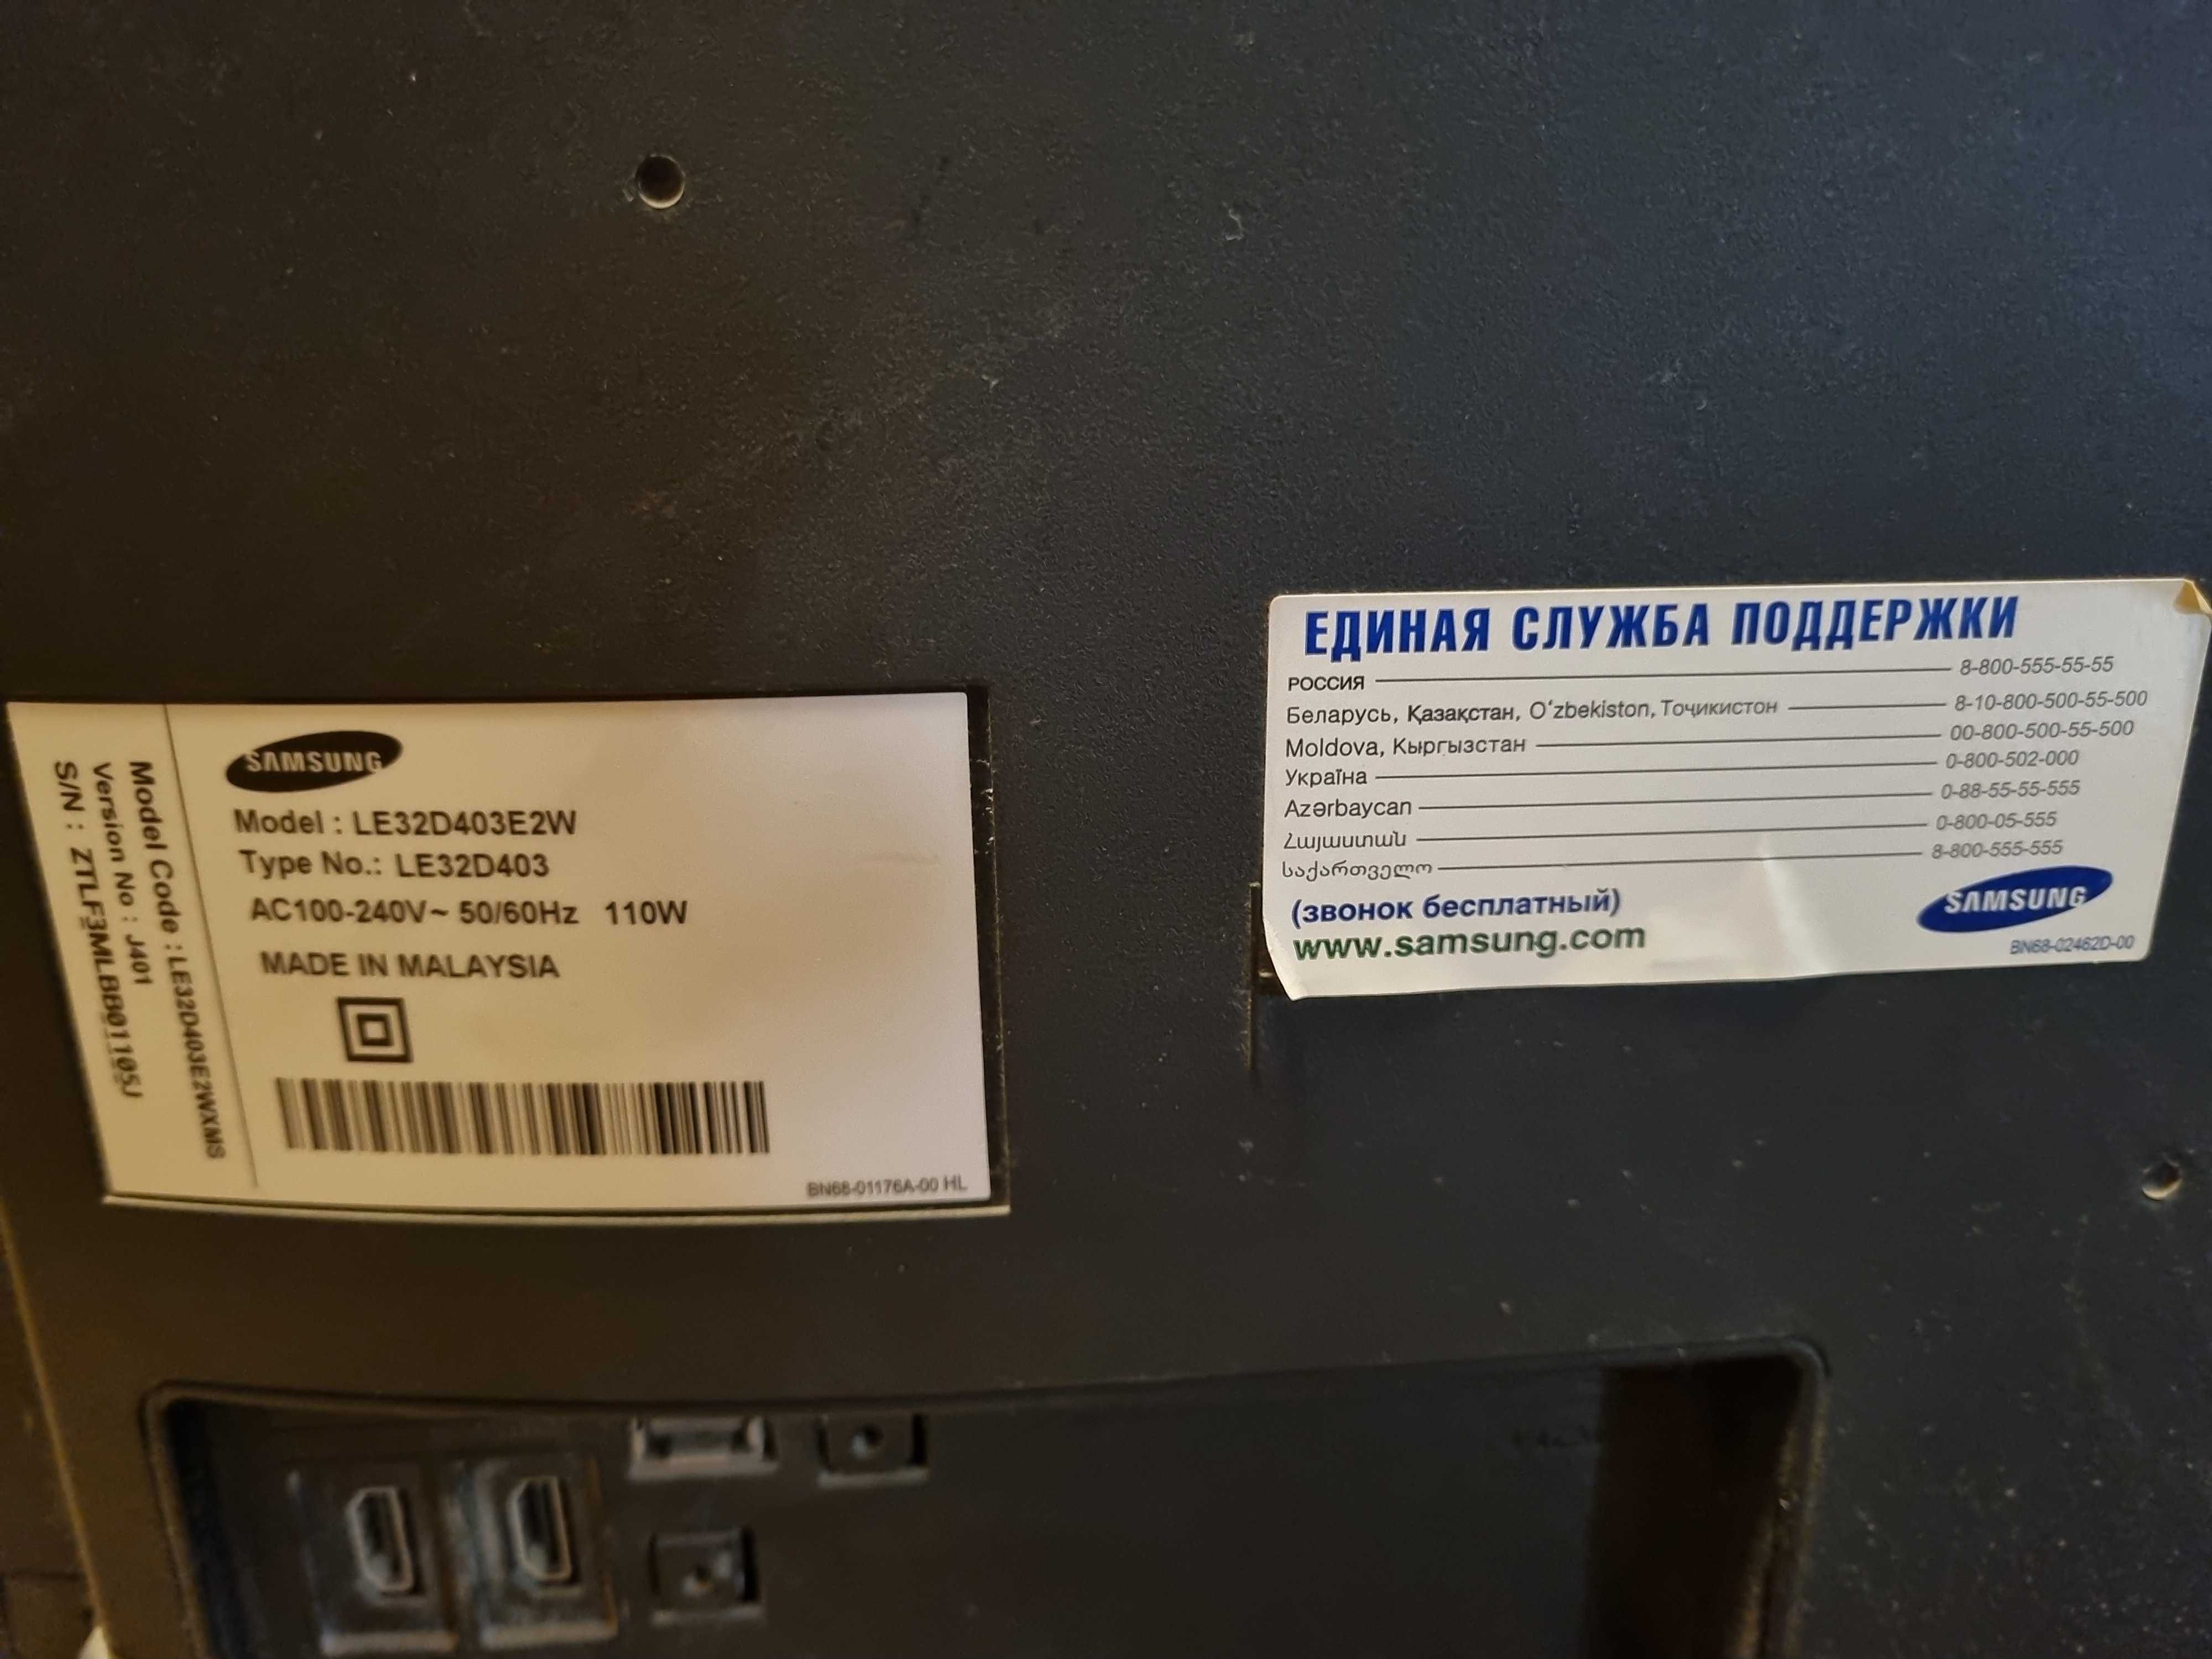 SAMSUNG
Model : LE32D403E2W
Type No.: LE32D403
AC100-240V~ 50/60Hz 110W
MADE IN MALAYSIA
BN68-01176A-00 HL
Model Code : LE32D403E2WXMS
Version No : J401
S/N : ZTLF3MLBB01105J
ЕДИНАЯ СЛУЖБА ПОДДЕРЖКИ
РОССИЯ 8-800-555-55-55
Беларусь, Қазақстан, O‘zbekiston, Тоҷикистон 8-10-800-500-55-500
Moldova, Кыргызстан 00-800-500-55-500
Україна 0-800-502-000
Azərbaycan 0-88-55-55-555
Հայաստան 0-800-05-555
საქართველო 8-800-555-555
(звонок бесплатный)
www.samsung.com
SAMSUNG
BN68-02462D-00